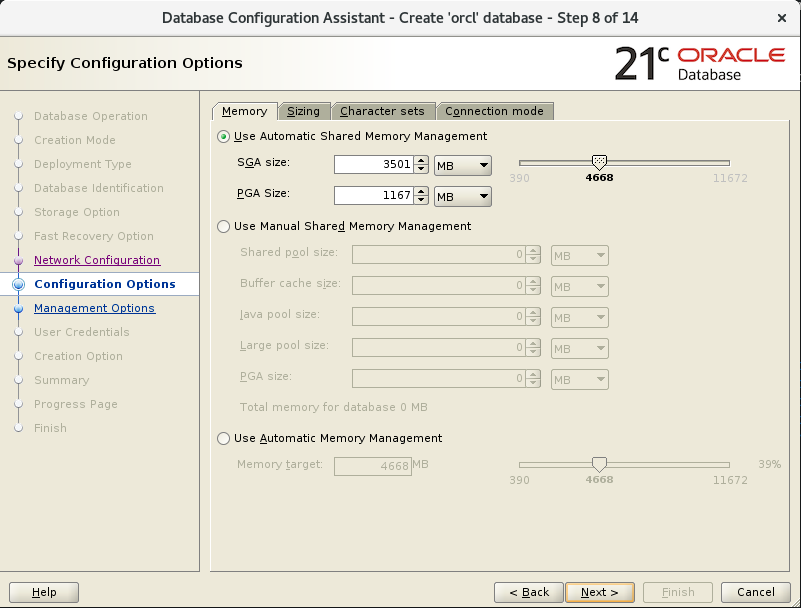 Database Configuration Assistant - Create 'orcl' database - Step 8 of 14
Specify Configuration Options
21c ORACLE Database
Database Operation
Creation Mode
Deployment Type
Database Identification
Storage Option
Fast Recovery Option
Network Configuration
Configuration Options
Management Options
User Credentials
Creation Option
Summary
Progress Page
Finish
Memory Sizing Character sets Connection mode
Use Automatic Shared Memory Management
SGA size: 3501 MB
390 4668 11672
PGA Size: 1167 MB
Use Manual Shared Memory Management
Shared pool size: 0 MB
Buffer cache size: 0 MB
Java pool size: 0 MB
Large pool size: 0 MB
PGA size: 0 MB
Total memory for database 0 MB
Use Automatic Memory Management
Memory target: 4668 MB 39%
390 4668 11672
Help < Back Next > Finish Cancel